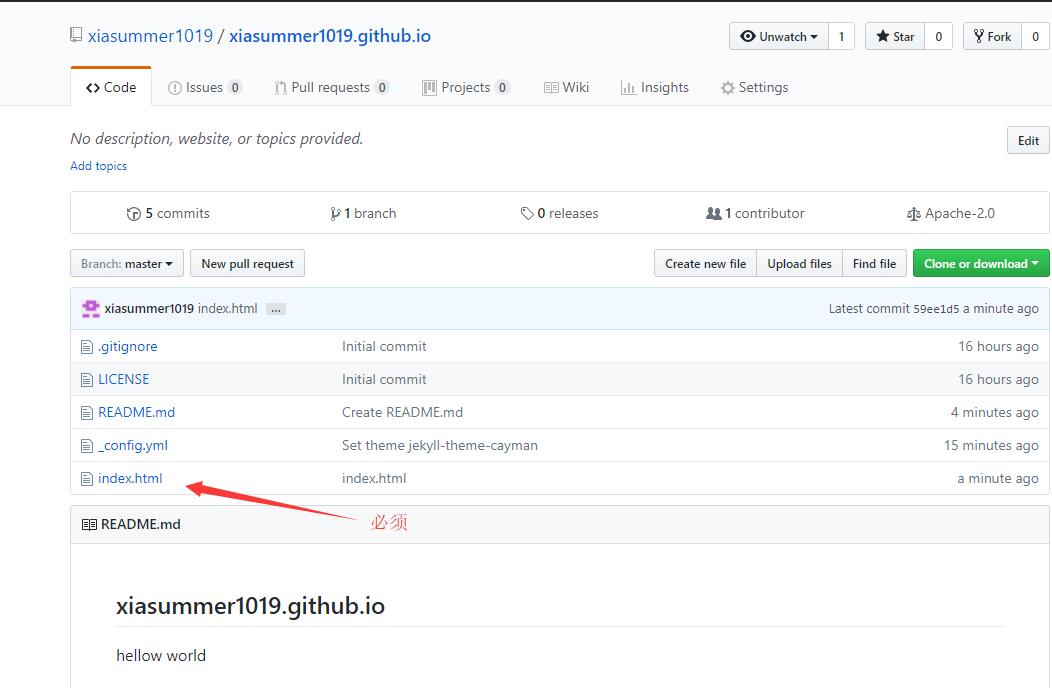 xiasummer1019 / xiasummer1019.github.io
Unwatch 1 Star 0 Fork 0
Code Issues 0 Pull requests 0 Projects 0 Wiki Insights Settings
No description, website, or topics provided. Edit
Add topics
5 commits 1 branch 0 releases 1 contributor Apache-2.0
Branch: master New pull request Create new file Upload files Find file Clone or download
xiasummer1019 index.html ... Latest commit 59ee1d5 a minute ago
.gitignore Initial commit 16 hours ago
LICENSE Initial commit 16 hours ago
README.md Create README.md 4 minutes ago
_config.yml Set theme jekyll-theme-cayman 15 minutes ago
index.html index.html a minute ago
必须
README.md
xiasummer1019.github.io
hellow world